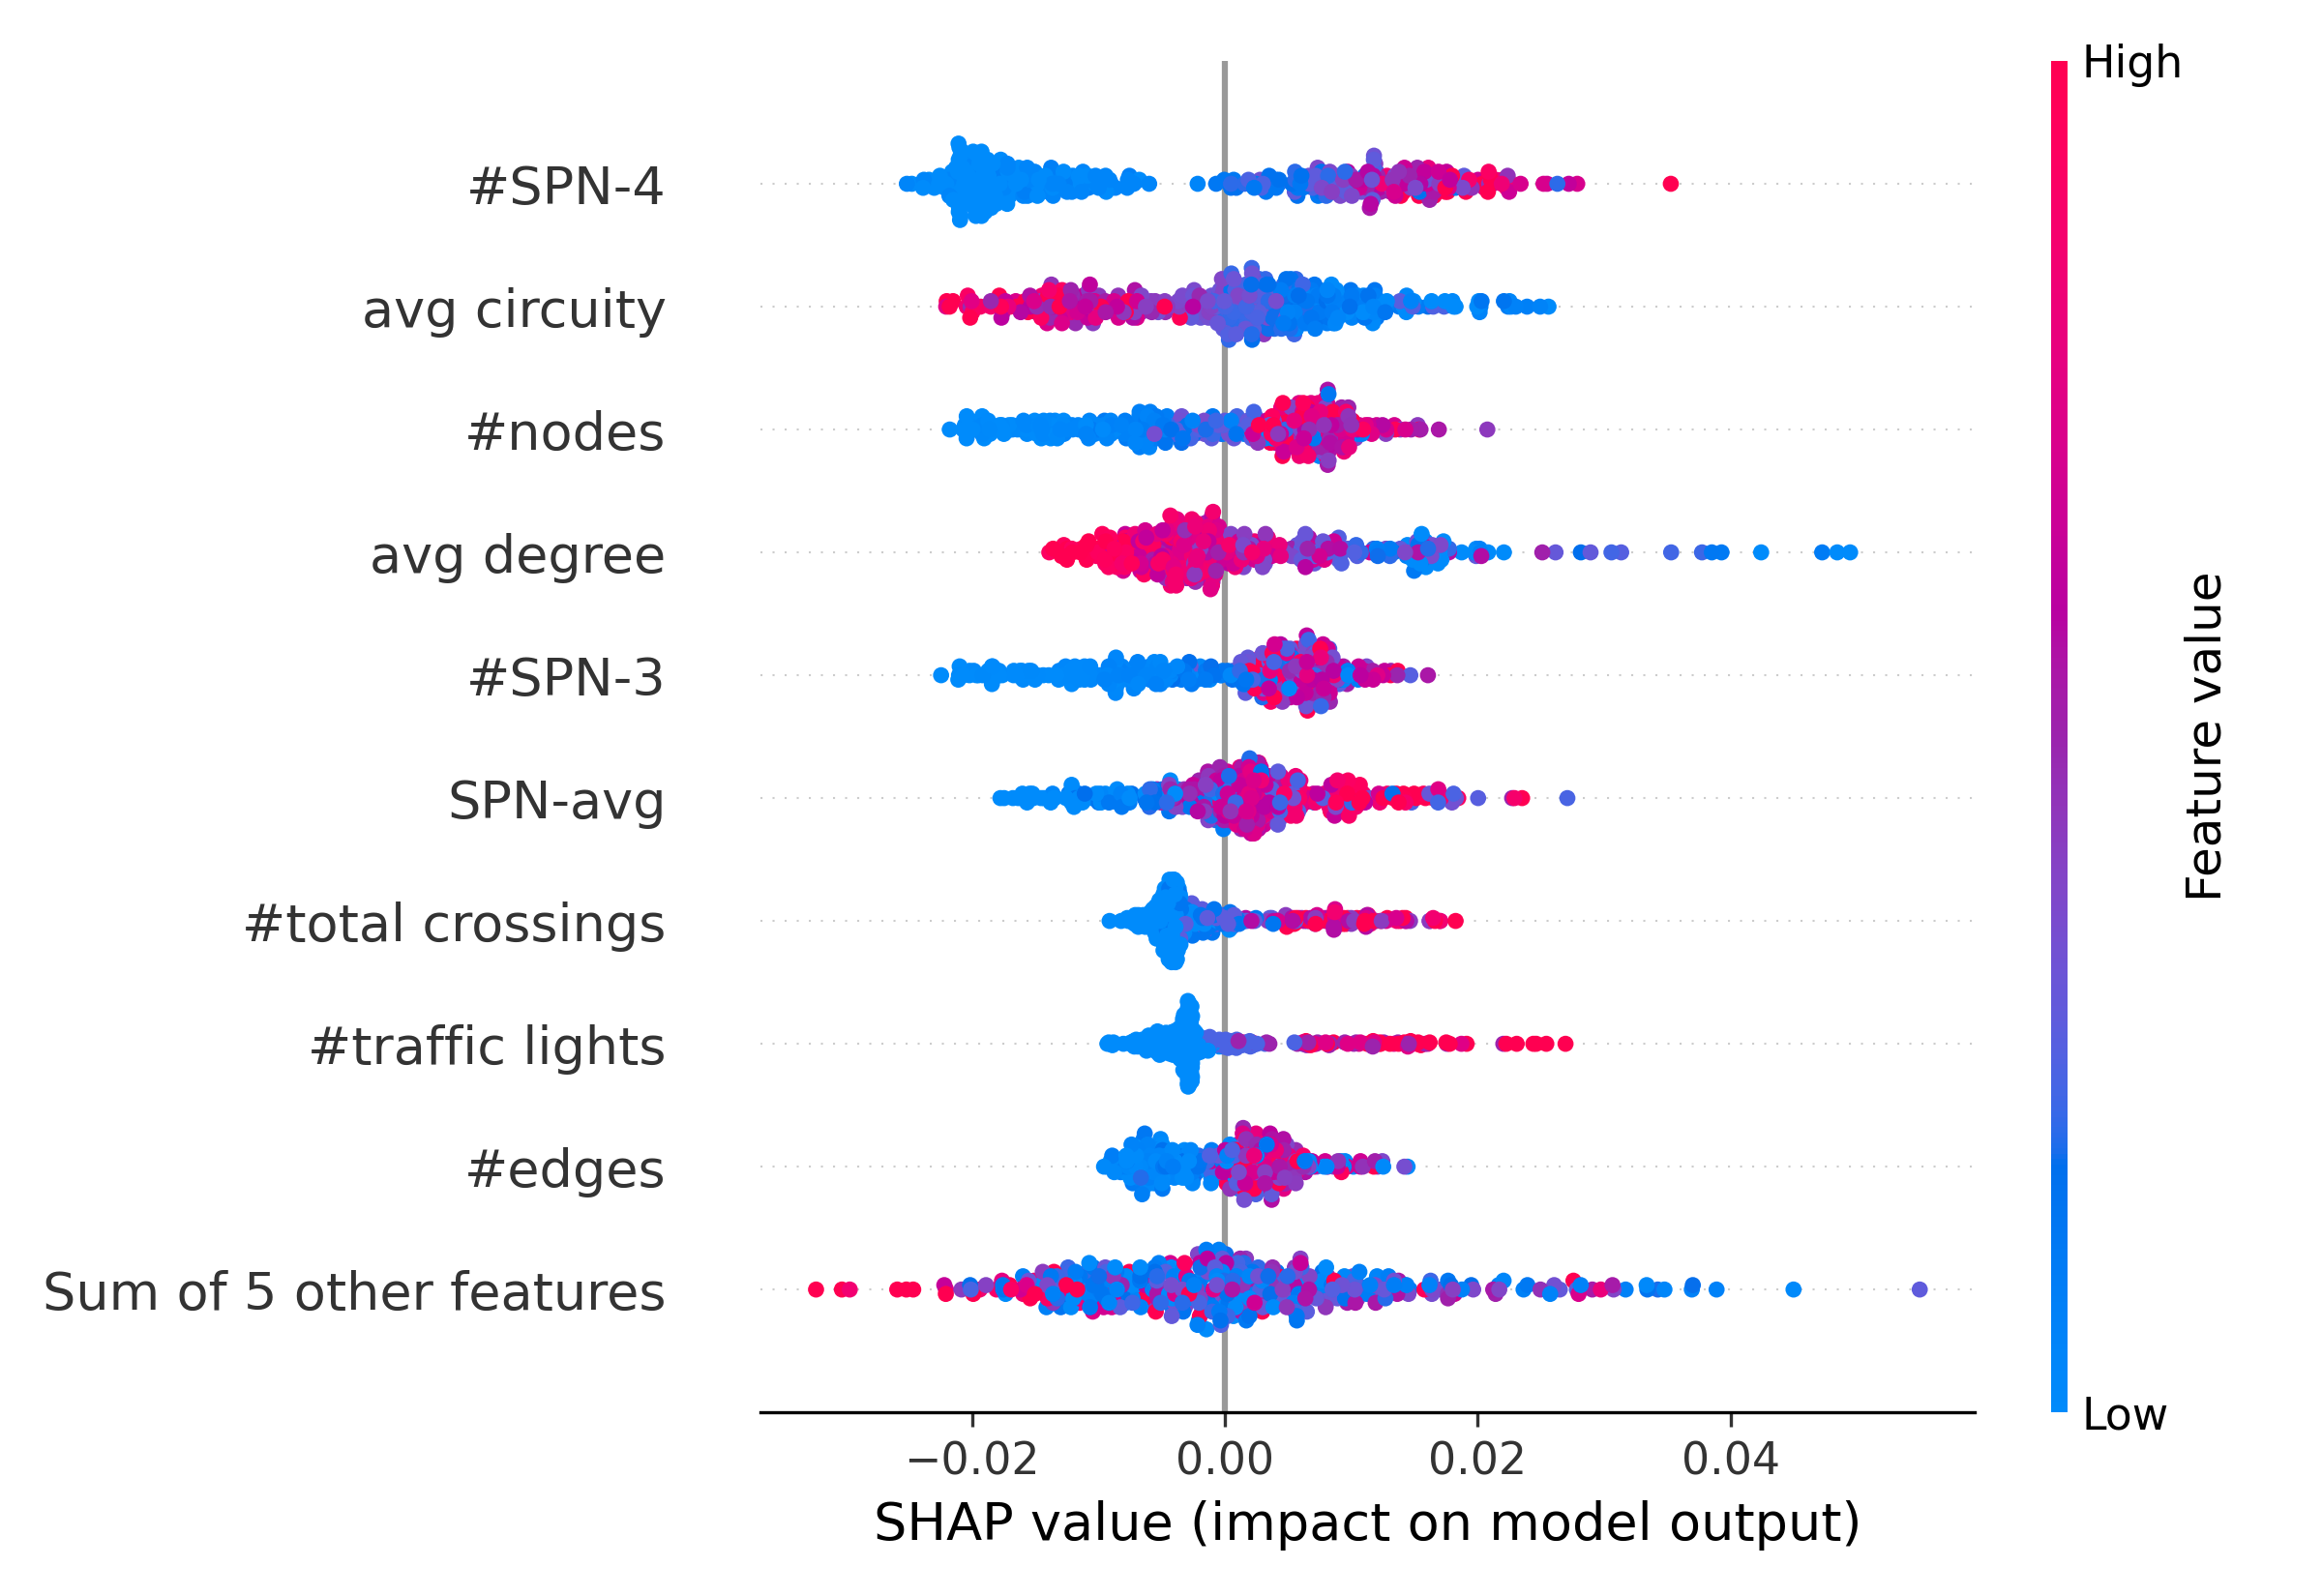 High
#SPN-4
avg circuity
#nodes
avg degree
#SPN-3
SPN-avg
#total crossings
#traffic lights
#edges
Sum of 5 other features
Feature value
Low
−0.02 0.00 0.02 0.04
SHAP value (impact on model output)